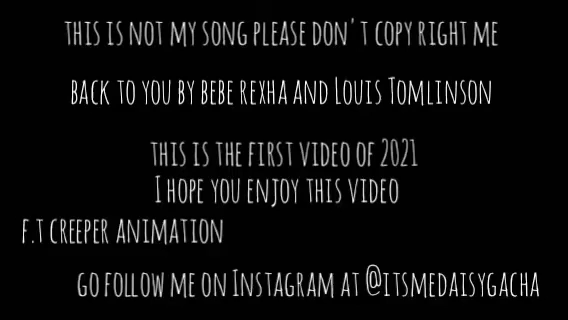 this is not my song please don't copy right me
back to you by bebe rexha and Louis Tomlinson
this is the first video of 2021
I hope you enjoy this video
f.t creeper animation
go follow me on Instagram at @itsmedaisygacha